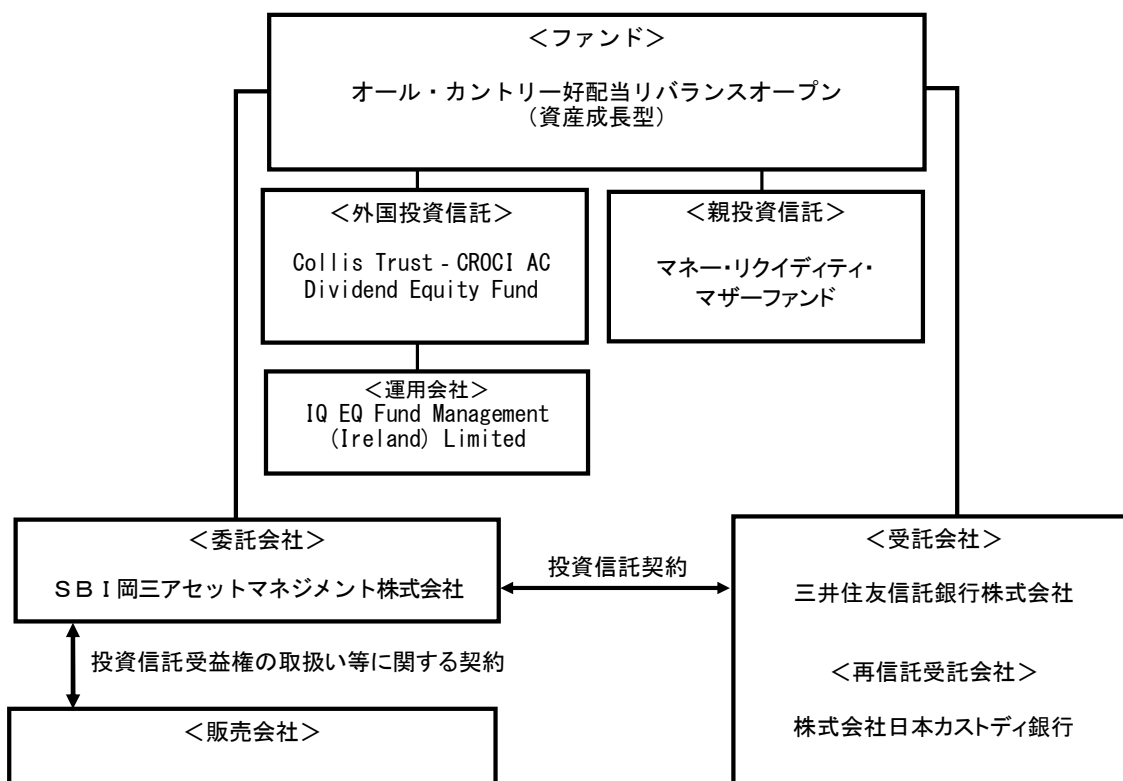 ＜ファンド＞
オール・カントリー好配当リバランスオープン
（資産成長型）
＜外国投資信託＞
Collis Trust - CROCI AC
Dividend Equity Fund
＜親投資信託＞
マネー・リクイディティ・
マザーファンド
＜運用会社＞
IQ EQ Fund Management
(Ireland) Limited
＜委託会社＞
ＳＢＩ岡三アセットマネジメント株式会社
投資信託契約
＜受託会社＞
三井住友信託銀行株式会社
＜再信託受託会社＞
株式会社日本カストディ銀行
投資信託受益権の取扱い等に関する契約
＜販売会社＞